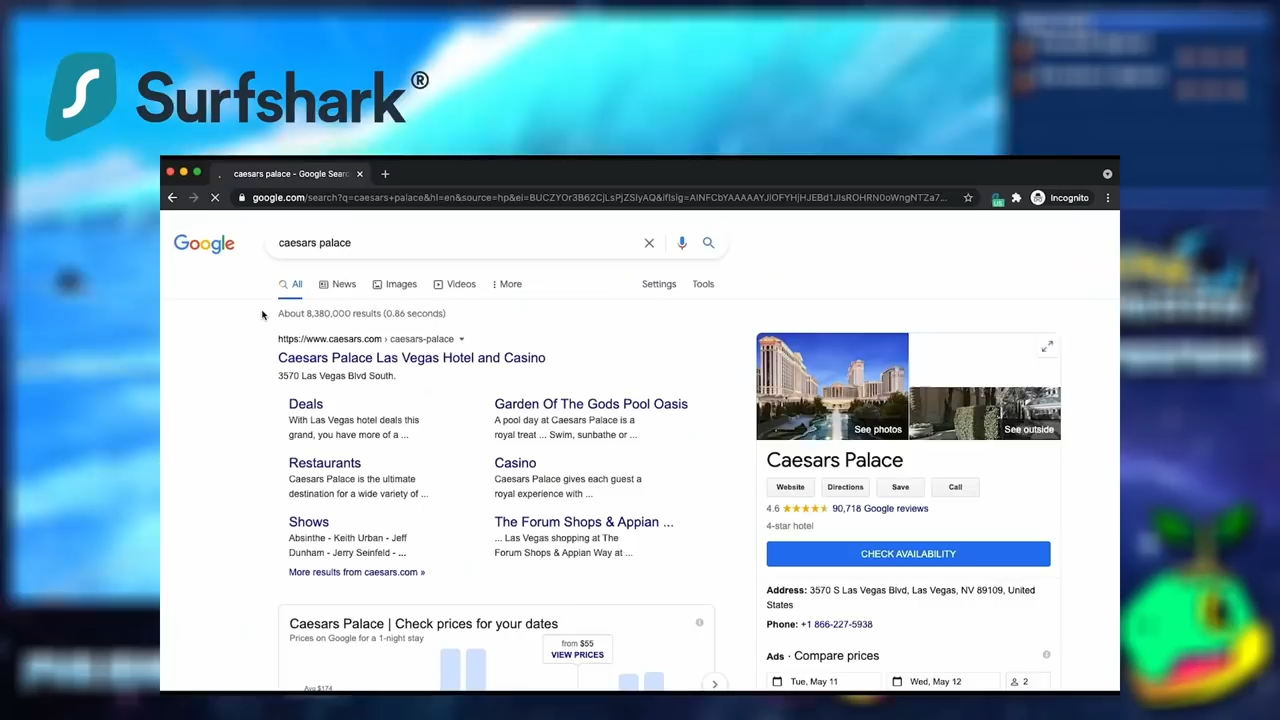 Surfshark®
caesars palace - Google Searc
google.com/search?q=caesars+palace&hl=en&source=hp&ei=
Incognito
US
Google
caesars palace
All
News
Images
Videos
More
Settings
Tools
About 8,380,000 results (0.86 seconds)
https://www.caesars.com › caesars-palace
Caesars Palace Las Vegas Hotel and Casino
3570 Las Vegas Blvd South.
Deals
With Las Vegas hotel deals this
grand, you have more of a ...
Garden Of The Gods Pool Oasis
A pool day at Caesars Palace is a
royal treat ... Swim, sunbathe or ...
Restaurants
Caesars Palace is the ultimate
destination for a wide variety of ...
Casino
Caesars Palace gives each guest a
royal experience with ...
Shows
Absinthe - Keith Urban - Jeff
Dunham - Jerry Seinfeld - ...
The Forum Shops & Appian ...
... Las Vegas shopping at The
Forum Shops & Appian Way at ...
More results from caesars.com »
Caesars Palace | Check prices for your dates
Prices on Google for a 1-night stay
from $55
VIEW PRICES
Avg $174
See photos
See outside
Caesars Palace
Website
Directions
Save
Call
4.6
90,718 Google reviews
4-star hotel
CHECK AVAILABILITY
Address: 3570 S Las Vegas Blvd, Las Vegas, NV 89109, United
States
Phone: +1 866-227-5938
Ads · Compare prices
Tue, May 11
Wed, May 12
2